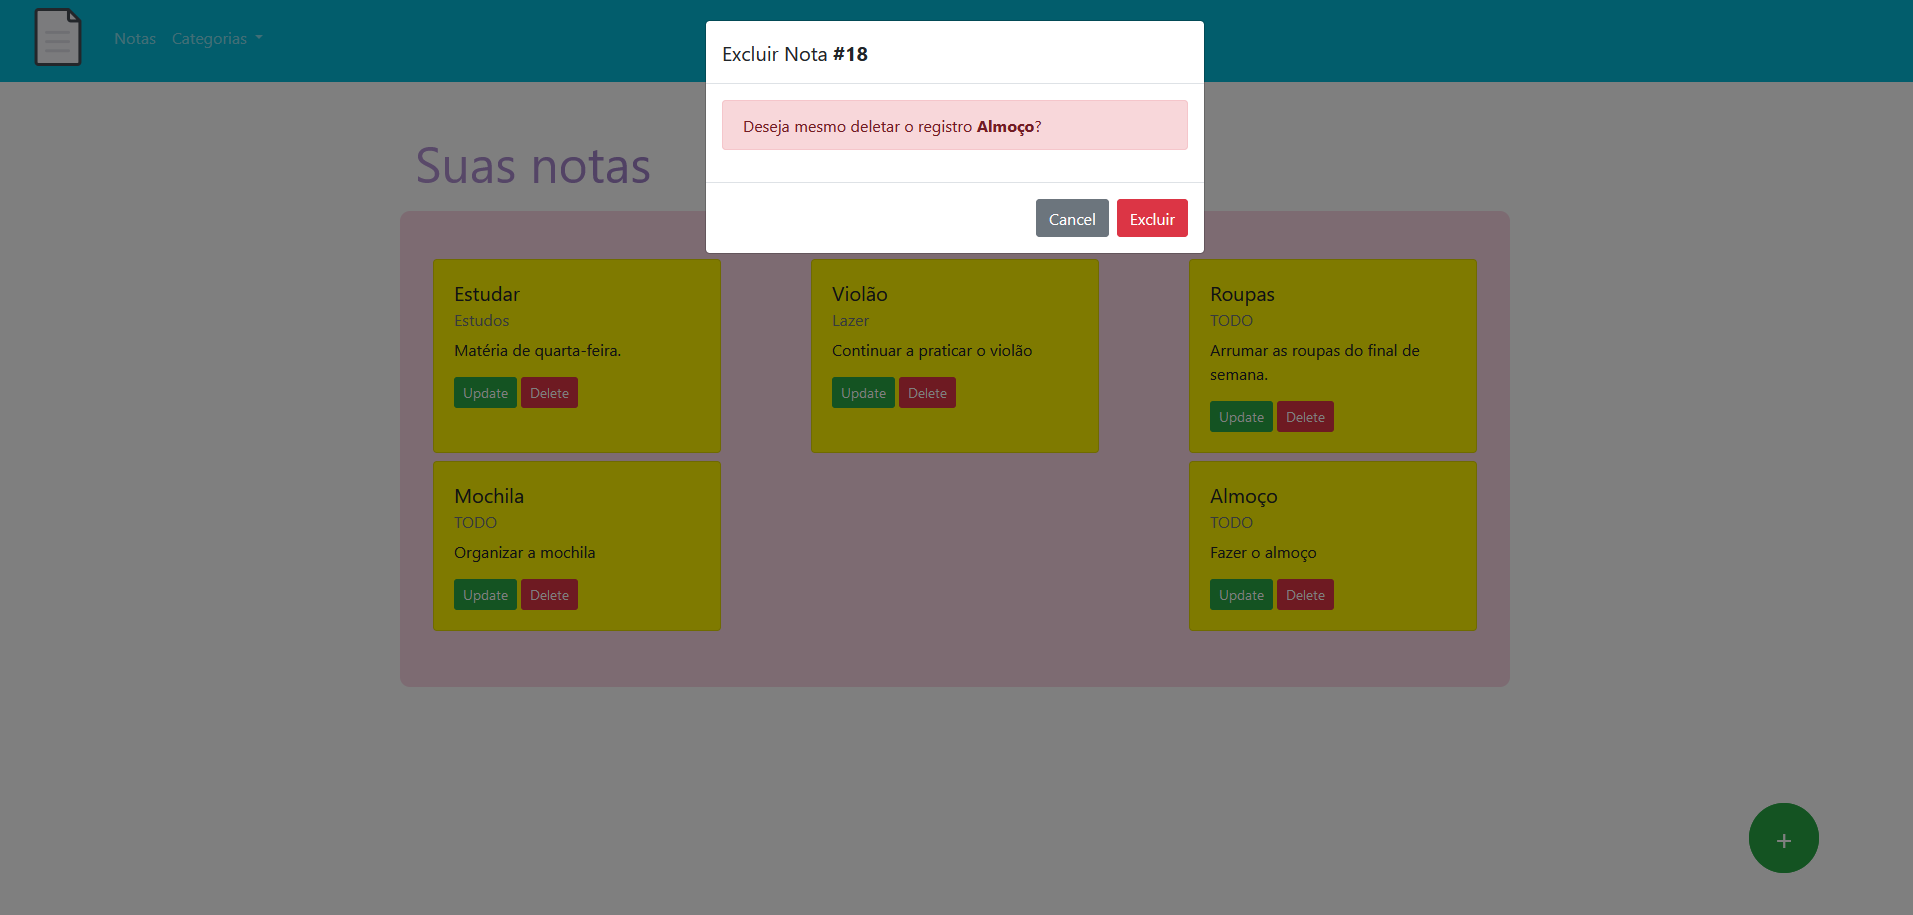 Notas
Categorias
Excluir Nota #18
Deseja mesmo deletar o registro Almoço?
Cancel
Excluir
Suas notas
Estudar
Estudos
Matéria de quarta-feira.
Update
Delete
Violão
Lazer
Continuar a praticar o violão
Update
Delete
Roupas
TODO
Arrumar as roupas do final de
semana.
Update
Delete
Mochila
TODO
Organizar a mochila
Update
Delete
Almoço
TODO
Fazer o almoço
Update
Delete
+